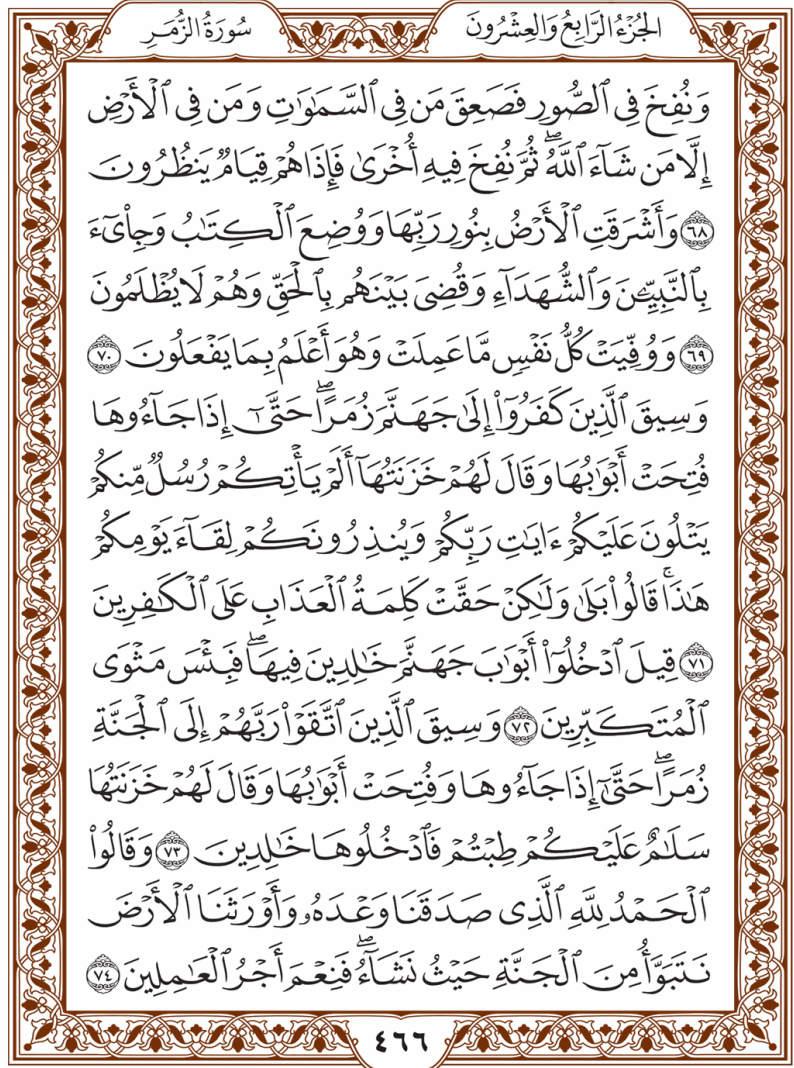 الجُزْءُ الرَّابِعُ وَالعِشْرُونَ
سُورَةُ الزُّمَرِ
وَنُفِخَ فِي ٱلصُّورِ فَصَعِقَ مَن فِي ٱلسَّمَٰوَٰتِ وَمَن فِي ٱلْأَرْضِ
إِلَّا مَن شَآءَ ٱللَّهُۖ ثُمَّ نُفِخَ فِيهِ أُخْرَىٰ فَإِذَا هُمْ قِيَامٌ يَنظُرُونَ
٦٨ وَأَشْرَقَتِ ٱلْأَرْضُ بِنُورِ رَبِّهَا وَوُضِعَ ٱلْكِتَٰبُ وَجِا۟يٓءَ
بِٱلنَّبِيِّۦنَ وَٱلشُّهَدَآءِ وَقُضِيَ بَيْنَهُم بِٱلْحَقِّ وَهُمْ لَا يُظْلَمُونَ
٦٩ وَوُفِّيَتْ كُلُّ نَفْسٍ مَّا عَمِلَتْ وَهُوَ أَعْلَمُ بِمَا يَفْعَلُونَ ٧٠
وَسِيقَ ٱلَّذِينَ كَفَرُوٓا۟ إِلَىٰ جَهَنَّمَ زُمَرًاۖ حَتَّىٰٓ إِذَا جَآءُوهَا
فُتِحَتْ أَبْوَٰبُهَا وَقَالَ لَهُمْ خَزَنَتُهَآ أَلَمْ يَأْتِكُمْ رُسُلٌ مِّنكُمْ
يَتْلُونَ عَلَيْكُمْ ءَايَٰتِ رَبِّكُمْ وَيُنذِرُونَكُمْ لِقَآءَ يَوْمِكُمْ
هَٰذَاۚ قَالُوا۟ بَلَىٰ وَلَٰكِنْ حَقَّتْ كَلِمَةُ ٱلْعَذَابِ عَلَى ٱلْكَٰفِرِينَ
٧١ قِيلَ ٱدْخُلُوٓا۟ أَبْوَٰبَ جَهَنَّمَ خَٰلِدِينَ فِيهَاۖ فَبِئْسَ مَثْوَى
ٱلْمُتَكَبِّرِينَ ٧٢ وَسِيقَ ٱلَّذِينَ ٱتَّقَوْا۟ رَبَّهُمْ إِلَى ٱلْجَنَّةِ
زُمَرًاۖ حَتَّىٰٓ إِذَا جَآءُوهَا وَفُتِحَتْ أَبْوَٰبُهَا وَقَالَ لَهُمْ خَزَنَتُهَا
سَلَٰمٌ عَلَيْكُمْ طِبْتُمْ فَٱدْخُلُوهَا خَٰلِدِينَ ٧٣ وَقَالُوا۟
ٱلْحَمْدُ لِلَّهِ ٱلَّذِي صَدَقَنَا وَعْدَهُۥ وَأَوْرَثَنَا ٱلْأَرْضَ
نَتَبَوَّأُ مِنَ ٱلْجَنَّةِ حَيْثُ نَشَآءُۖ فَنِعْمَ أَجْرُ ٱلْعَٰمِلِينَ ٧٤
٤٦٦